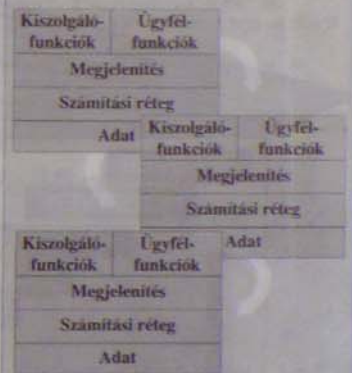 Kiszolgáló- Ügyfél-
funkciók funkciók
Megjelenítés
Számítási réteg
Adat
Kiszolgáló- Ügyfél-
funkciók funkciók
Megjelenítés
Számítási réteg
Adat
Kiszolgáló- Ügyfél-
funkciók funkciók
Megjelenítés
Számítási réteg
Adat